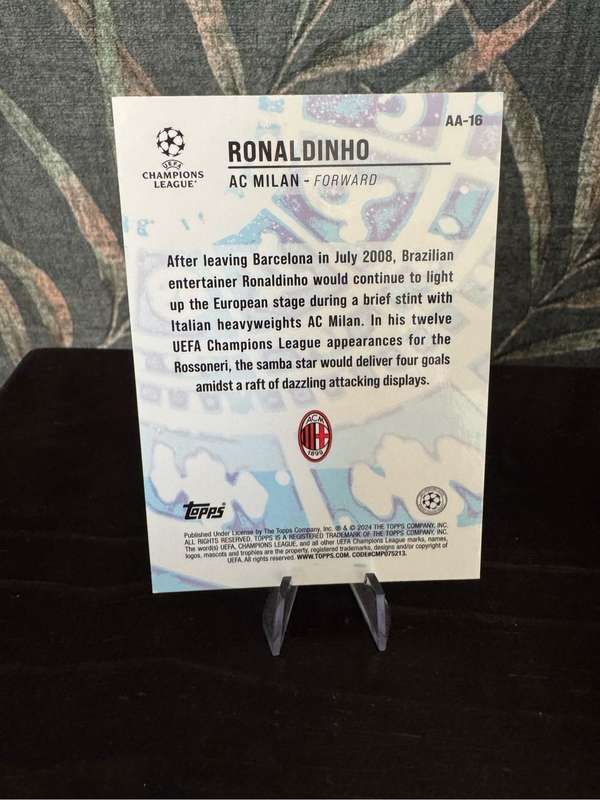 AA-16
UEFA
CHAMPIONS
LEAGUE®
RONALDINHO
AC MILAN - FORWARD
After leaving Barcelona in July 2008, Brazilian
entertainer Ronaldinho would continue to light
up the European stage during a brief stint with
Italian heavyweights AC Milan. In his twelve
UEFA Champions League appearances for the
Rossoneri, the samba star would deliver four goals
amidst a raft of dazzling attacking displays.
ACM
1899
Topps®
Published Under License by The Topps Company, Inc. ® & © 2024 THE TOPPS COMPANY, INC.
ALL RIGHTS RESERVED. TOPPS IS A REGISTERED TRADEMARK OF THE TOPPS COMPANY, INC.
The word(s) UEFA, CHAMPIONS LEAGUE, and all other UEFA Champions League marks, names,
logos, mascots and trophies are the property, registered trademarks, designs and/or copyright of
UEFA. All rights reserved. WWW.TOPPS.COM. CODE#CMP075213.